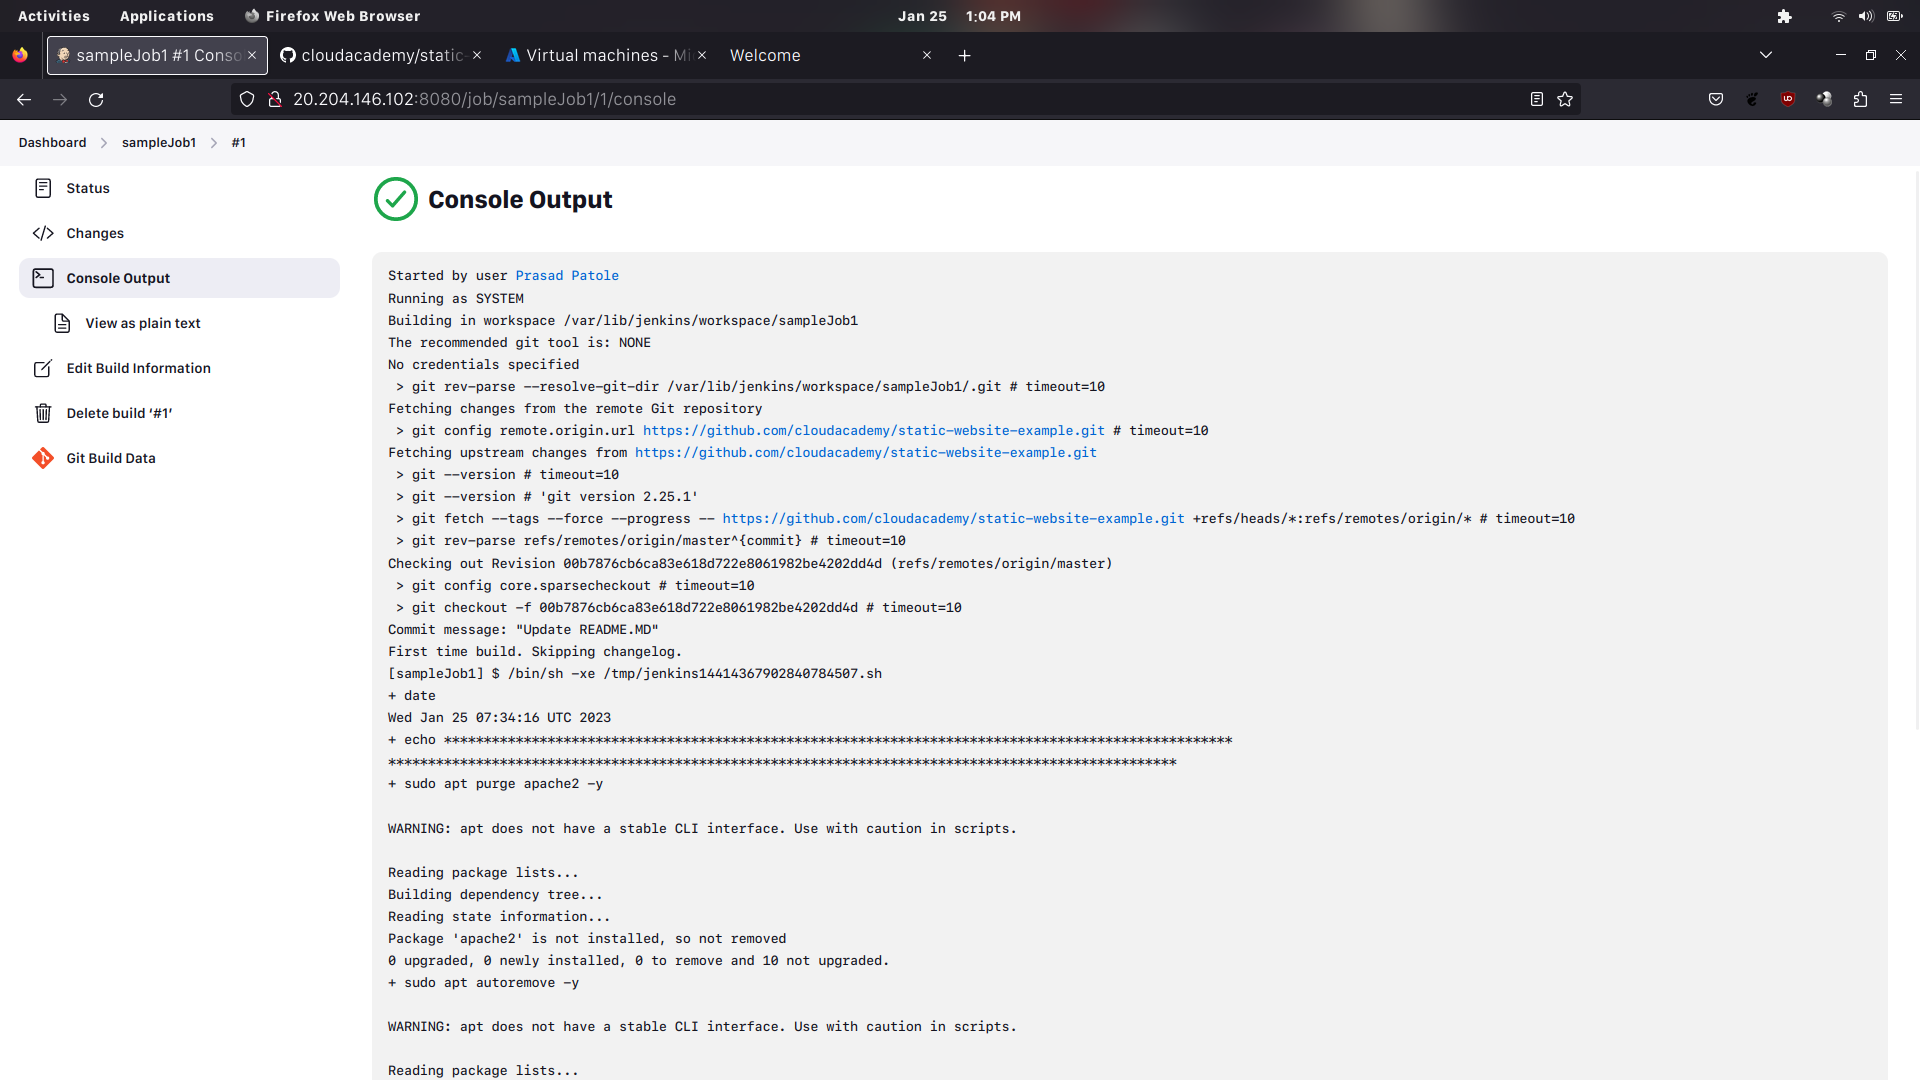 Activities Applications Firefox Web Browser Jan 25 1:04 PM
sampleJob1 #1 Conso cloudacademy/static- Virtual machines - Mi Welcome
20.204.146.102:8080/job/sampleJob1/1/console
Dashboard sampleJob1 #1
Status
Changes
Console Output
View as plain text
Edit Build Information
Delete build ‘#1’
Git Build Data
Console Output
Started by user Prasad Patole
Running as SYSTEM
Building in workspace /var/lib/jenkins/workspace/sampleJob1
The recommended git tool is: NONE
No credentials specified
> git rev-parse --resolve-git-dir /var/lib/jenkins/workspace/sampleJob1/.git # timeout=10
Fetching changes from the remote Git repository
> git config remote.origin.url https://github.com/cloudacademy/static-website-example.git # timeout=10
Fetching upstream changes from https://github.com/cloudacademy/static-website-example.git
> git --version # timeout=10
> git --version # 'git version 2.25.1'
> git fetch --tags --force --progress -- https://github.com/cloudacademy/static-website-example.git +refs/heads/*:refs/remotes/origin/* # timeout=10
> git rev-parse refs/remotes/origin/master^{commit} # timeout=10
Checking out Revision 00b7876cb6ca83e618d722e8061982be4202dd4d (refs/remotes/origin/master)
> git config core.sparsecheckout # timeout=10
> git checkout -f 00b7876cb6ca83e618d722e8061982be4202dd4d # timeout=10
Commit message: "Update README.MD"
First time build. Skipping changelog.
[sampleJob1] $ /bin/sh -xe /tmp/jenkins14414367902840784507.sh
+ date
Wed Jan 25 07:34:16 UTC 2023
+ echo ***************************************************************************************************
***************************************************************************************************
+ sudo apt purge apache2 -y
WARNING: apt does not have a stable CLI interface. Use with caution in scripts.
Reading package lists...
Building dependency tree...
Reading state information...
Package 'apache2' is not installed, so not removed
0 upgraded, 0 newly installed, 0 to remove and 10 not upgraded.
+ sudo apt autoremove -y
WARNING: apt does not have a stable CLI interface. Use with caution in scripts.
Reading package lists...